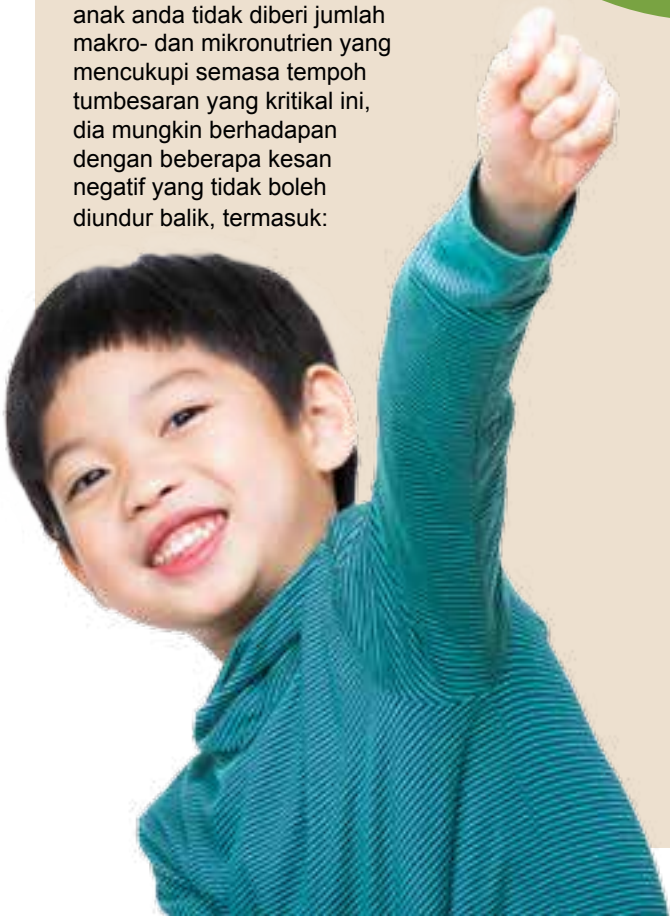 anak anda tidak diberi jumlah
makro- dan mikronutrien yang
mencukupi semasa tempoh
tumbesaran yang kritikal ini,
dia mungkin berhadapan
dengan beberapa kesan
negatif yang tidak boleh
diundur balik, termasuk: